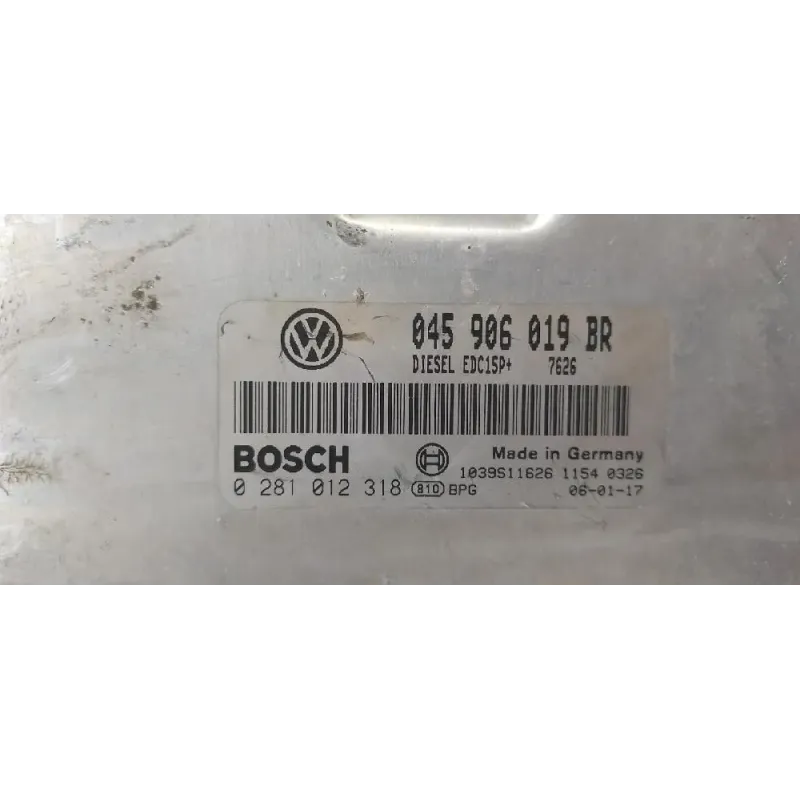 VW
045 906 019 BR
DIESEL EDC15P+ 7626
BOSCH
Made in Germany
1039S11626 1154 0326
0 281 012 318 810 BPG
06-01-17